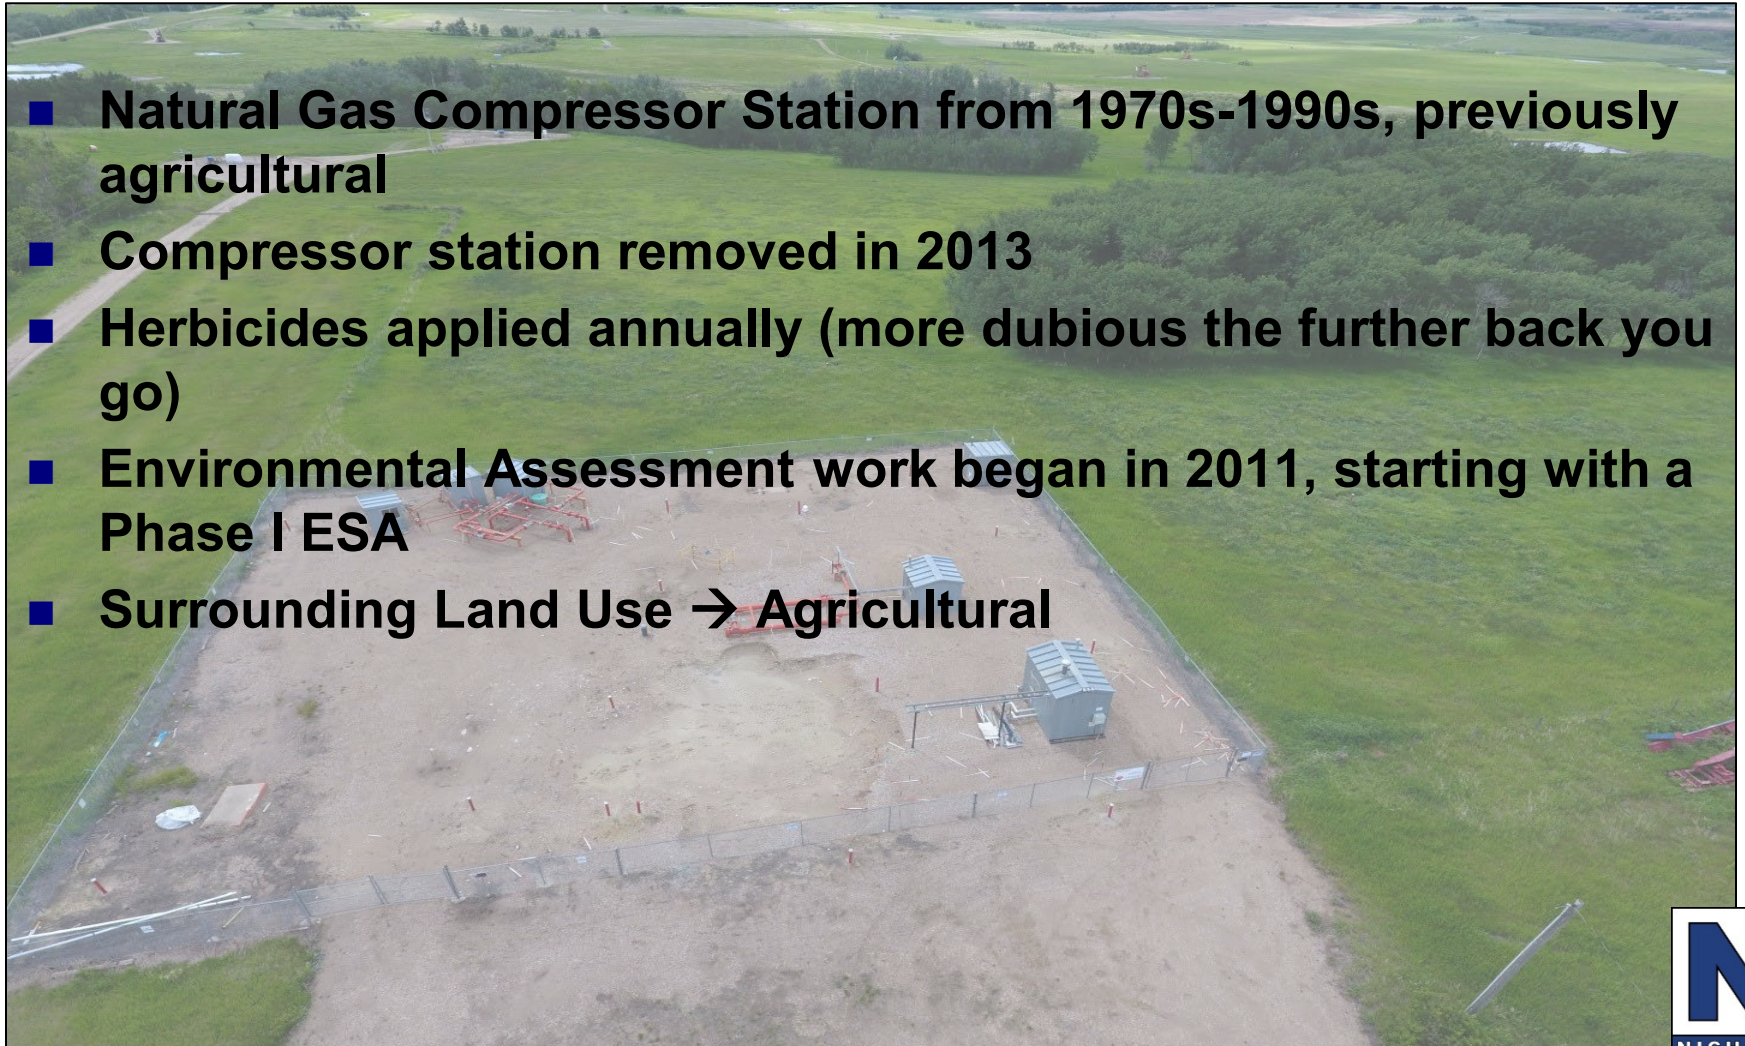 Natural Gas Compressor Station from 1970s-1990s, previously
agricultural
Compressor station removed in 2013
Herbicides applied annually (more dubious the further back you
go)
Environmental Assessment work began in 2011, starting with a
Phase I ESA
Surrounding Land Use → Agricultural
N